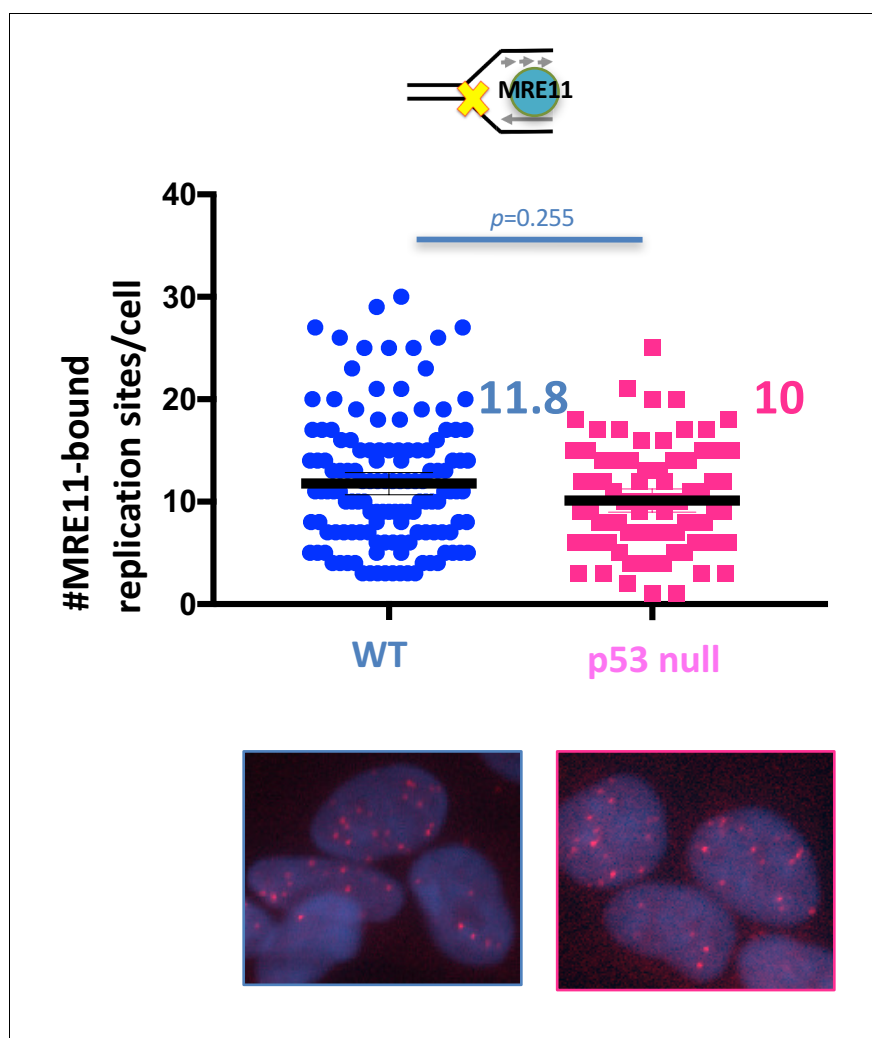 MRE11
p=0.255
40
30
20
10
0
#MRE11-bound
replication sites/cell
11.8
10
WT
p53 null